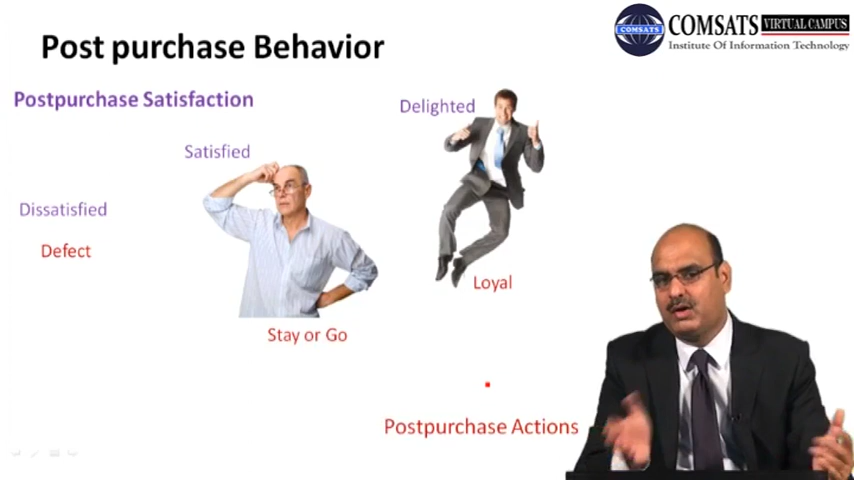 Post purchase Behavior
COMSATS VIRTUAL CAMPUS
COMSATS
Institute Of Information Technology
Postpurchase Satisfaction
Delighted
Satisfied
Dissatisfied
Defect
Loyal
Stay or Go
Postpurchase Actions